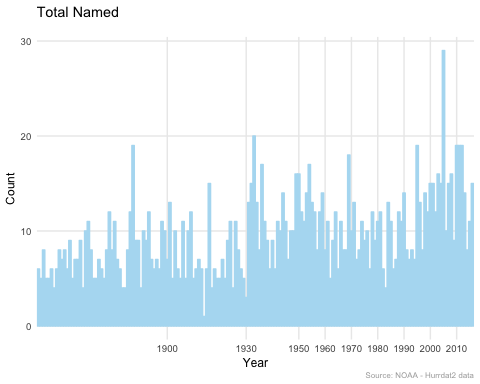 Total Named
30
20
10
0
Count
1900 1930 1950 1960 1970 1980 1990 2000 2010
Year
Source: NOAA - Hurrdat2 data